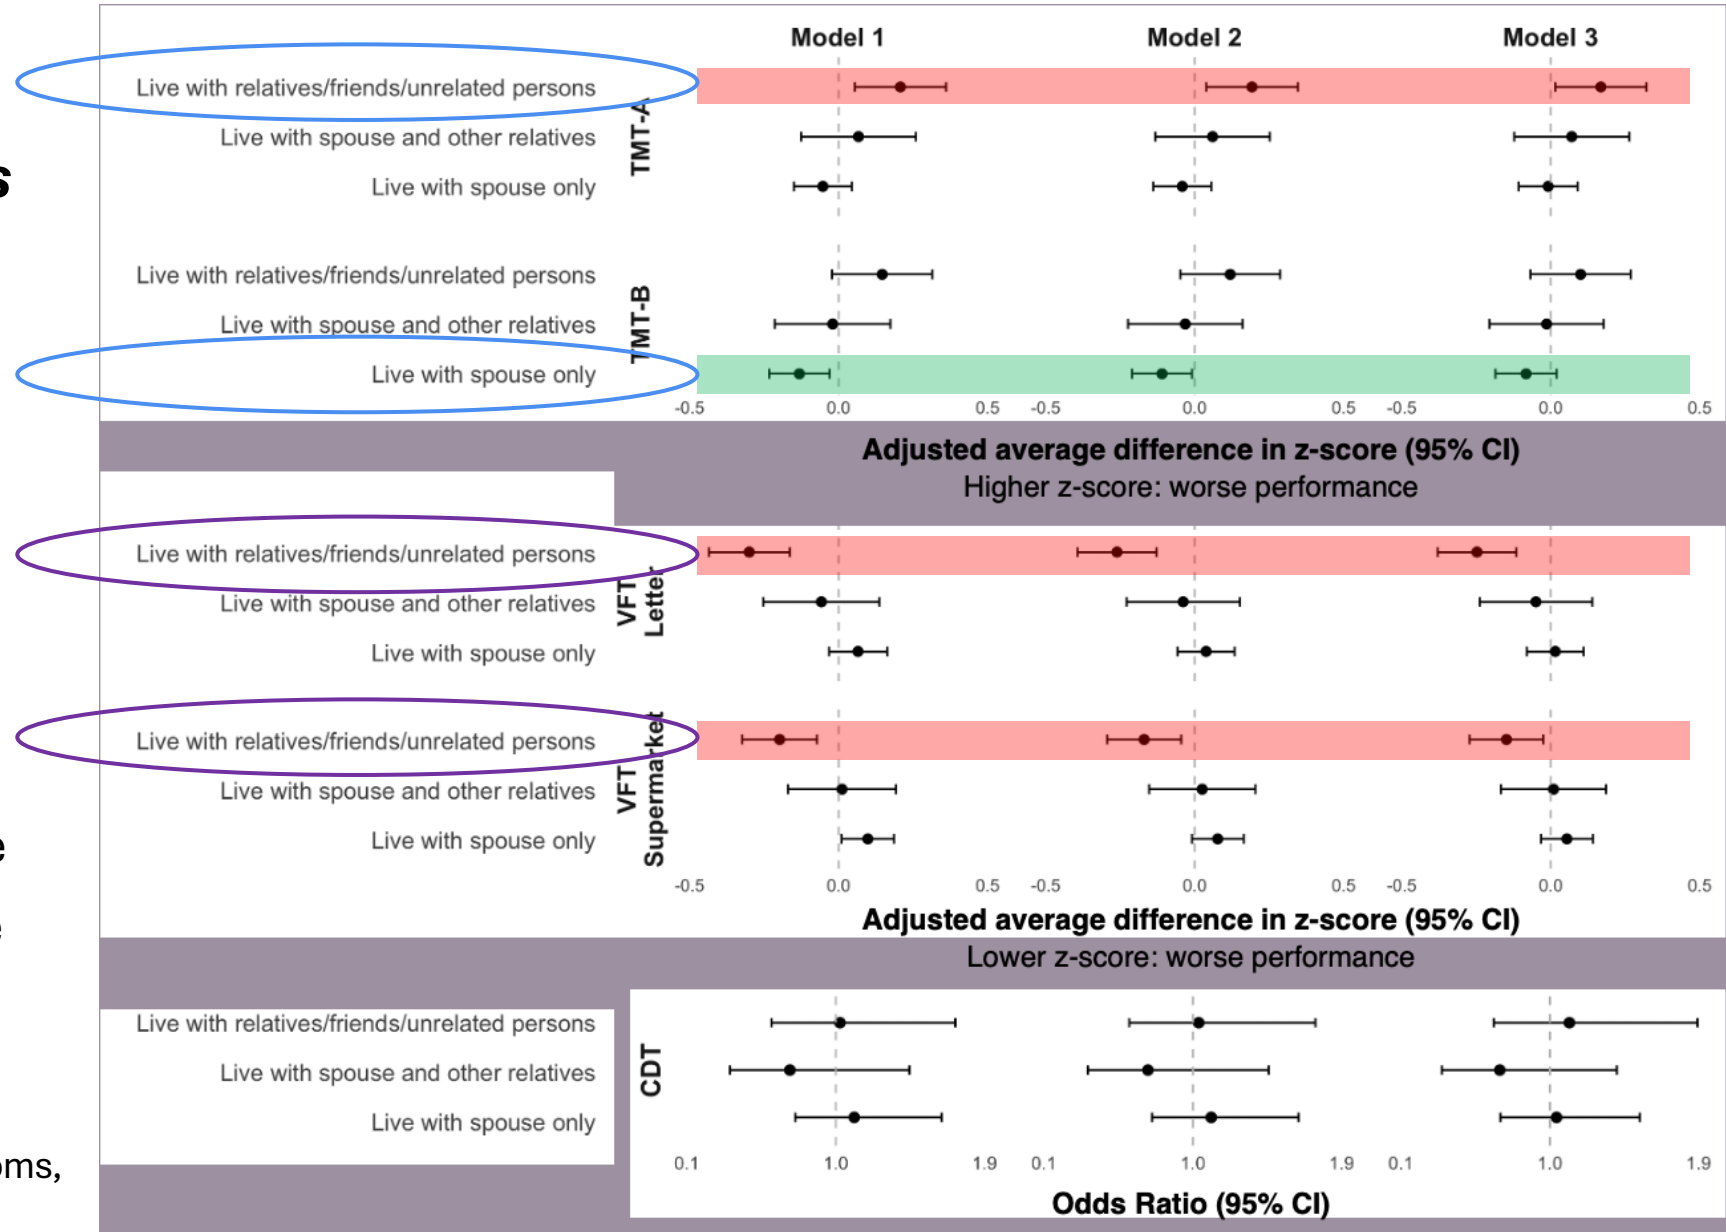 Model 1 Model 2 Model 3
Live with relatives/friends/unrelated persons
Live with spouse and other relatives
Live with spouse only
TMT-A
s
Live with relatives/friends/unrelated persons
Live with spouse and other relatives
Live with spouse only
TMT-B
-0.5 0.0 0.5 -0.5 0.0 0.5 -0.5 0.0 0.5
Adjusted average difference in z-score (95% CI)
Higher z-score: worse performance
Live with relatives/friends/unrelated persons
Live with spouse and other relatives
Live with spouse only
VFT
Letter
Live with relatives/friends/unrelated persons
Live with spouse and other relatives
Live with spouse only
VFT
Supermarket
e
e
-0.5 0.0 0.5 -0.5 0.0 0.5 -0.5 0.0 0.5
Adjusted average difference in z-score (95% CI)
Lower z-score: worse performance
Live with relatives/friends/unrelated persons
Live with spouse and other relatives
Live with spouse only
CDT
oms,
0.1 1.0 1.9 0.1 1.0 1.9 0.1 1.0 1.9
Odds Ratio (95% CI)